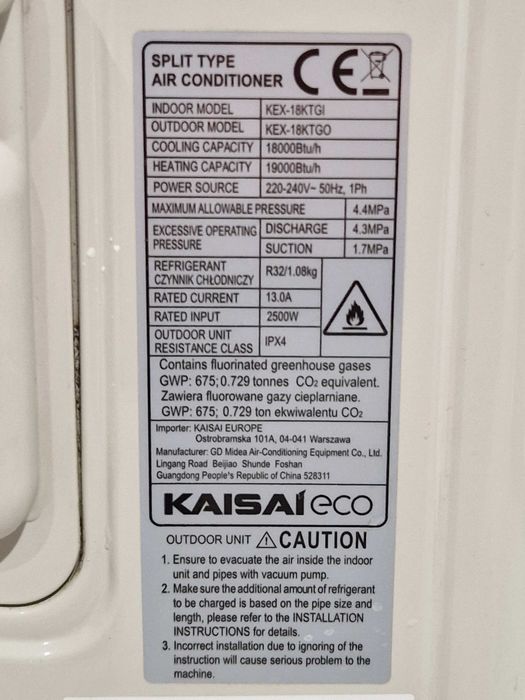 SPLIT TYPE
AIR CONDITIONER
CE
INDOOR MODEL KEX-18KTGI
OUTDOOR MODEL KEX-18KTGO
COOLING CAPACITY 18000Btu/h
HEATING CAPACITY 19000Btu/h
POWER SOURCE 220-240V~ 50Hz, 1Ph
MAXIMUM ALLOWABLE PRESSURE 4.4MPa
EXCESSIVE OPERATING PRESSURE DISCHARGE 4.3MPa
SUCTION 1.7MPa
REFRIGERANT
CZYNNIK CHŁODNICZY R32/1.08kg
RATED CURRENT 13.0A
RATED INPUT 2500W
OUTDOOR UNIT
RESISTANCE CLASS IPX4
Contains fluorinated greenhouse gases
GWP: 675; 0.729 tonnes CO2 equivalent.
Zawiera fluorowane gazy cieplarniane.
GWP: 675; 0.729 ton ekwiwalentu CO2
Importer: KAISAI EUROPE
Ostrobramska 101A, 04-041 Warszawa
Manufacturer: GD Midea Air-Conditioning Equipment Co., Ltd.
Lingang Road Beijiao Shunde Foshan
Guangdong People's Republic of China 528311
KAISAI eco
OUTDOOR UNIT CAUTION
1. Ensure to evacuate the air inside the indoor
unit and pipes with vacuum pump.
2. Make sure the additional amount of refrigerant
to be charged is based on the pipe size and
length, please refer to the INSTALLATION
INSTRUCTIONS for details.
3. Incorrect installation due to ignoring of the
instruction will cause serious problem to the
machine.